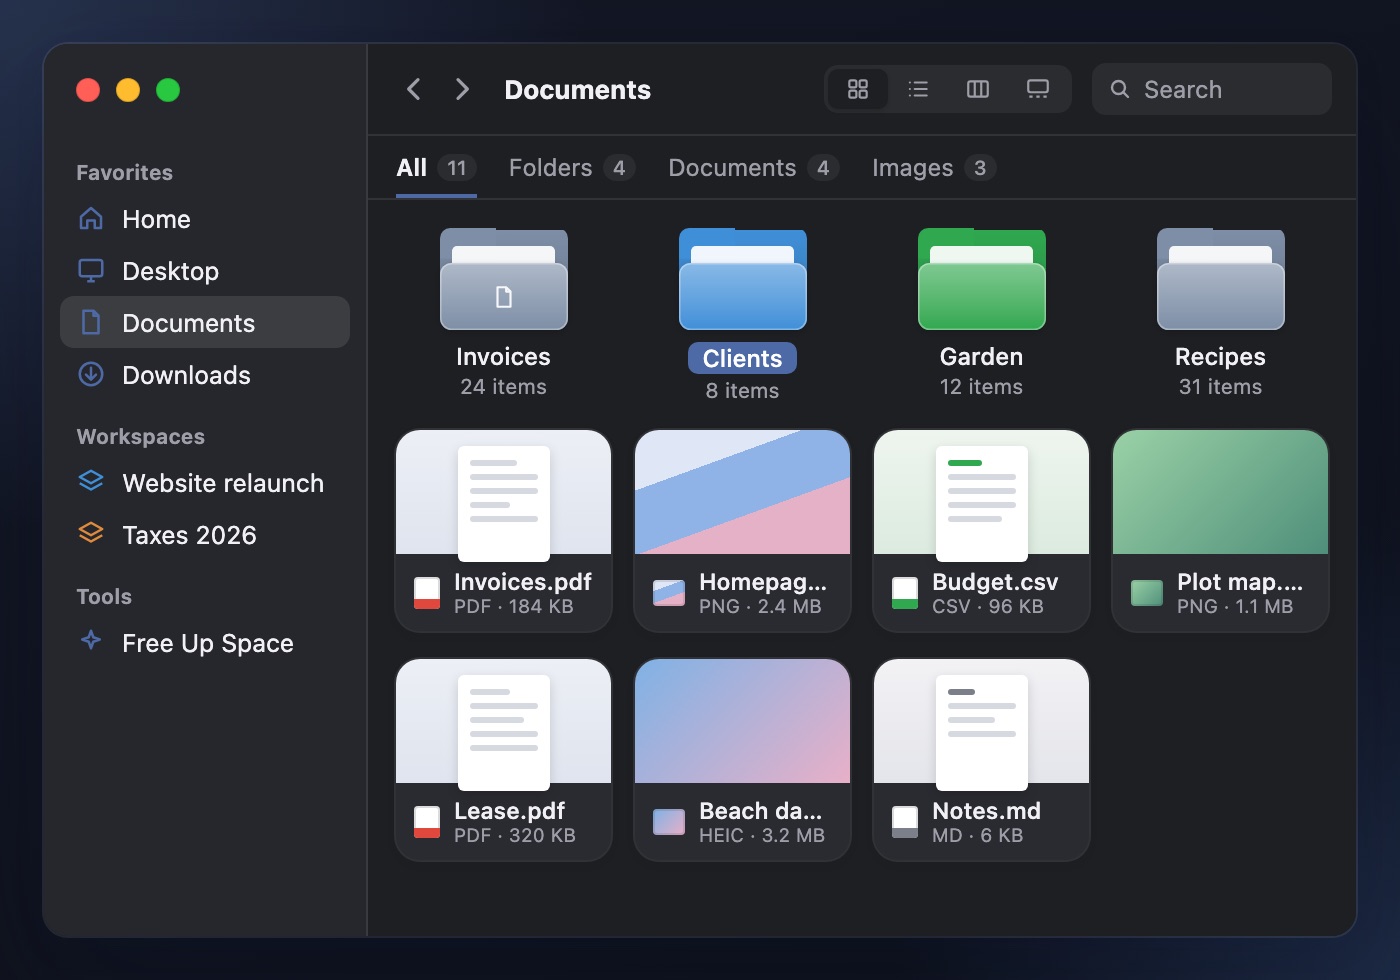 Documents
Search
Favorites
Home
Desktop
Documents
Downloads
Workspaces
Website relaunch
Taxes 2026
Tools
Free Up Space
All 11 Folders 4 Documents 4 Images 3
Invoices
24 items
Clients
8 items
Garden
12 items
Recipes
31 items
Invoices.pdf
PDF · 184 KB
Homepag...
PNG · 2.4 MB
Budget.csv
CSV · 96 KB
Plot map....
PNG · 1.1 MB
Lease.pdf
PDF · 320 KB
Beach da...
HEIC · 3.2 MB
Notes.md
MD · 6 KB